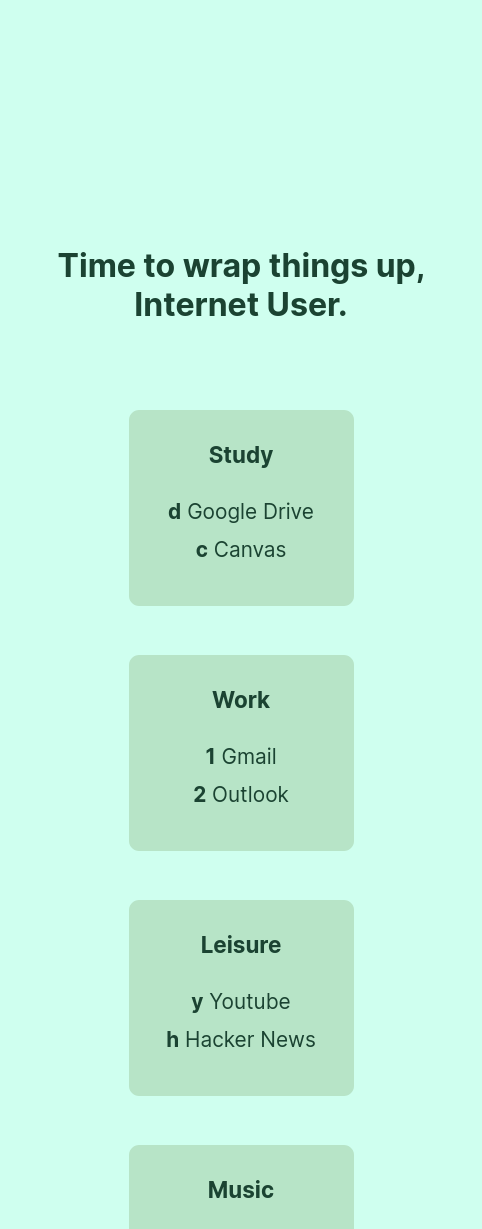 Time to wrap things up,
Internet User.
Study
d Google Drive
c Canvas
Work
1 Gmail
2 Outlook
Leisure
y Youtube
h Hacker News
Music